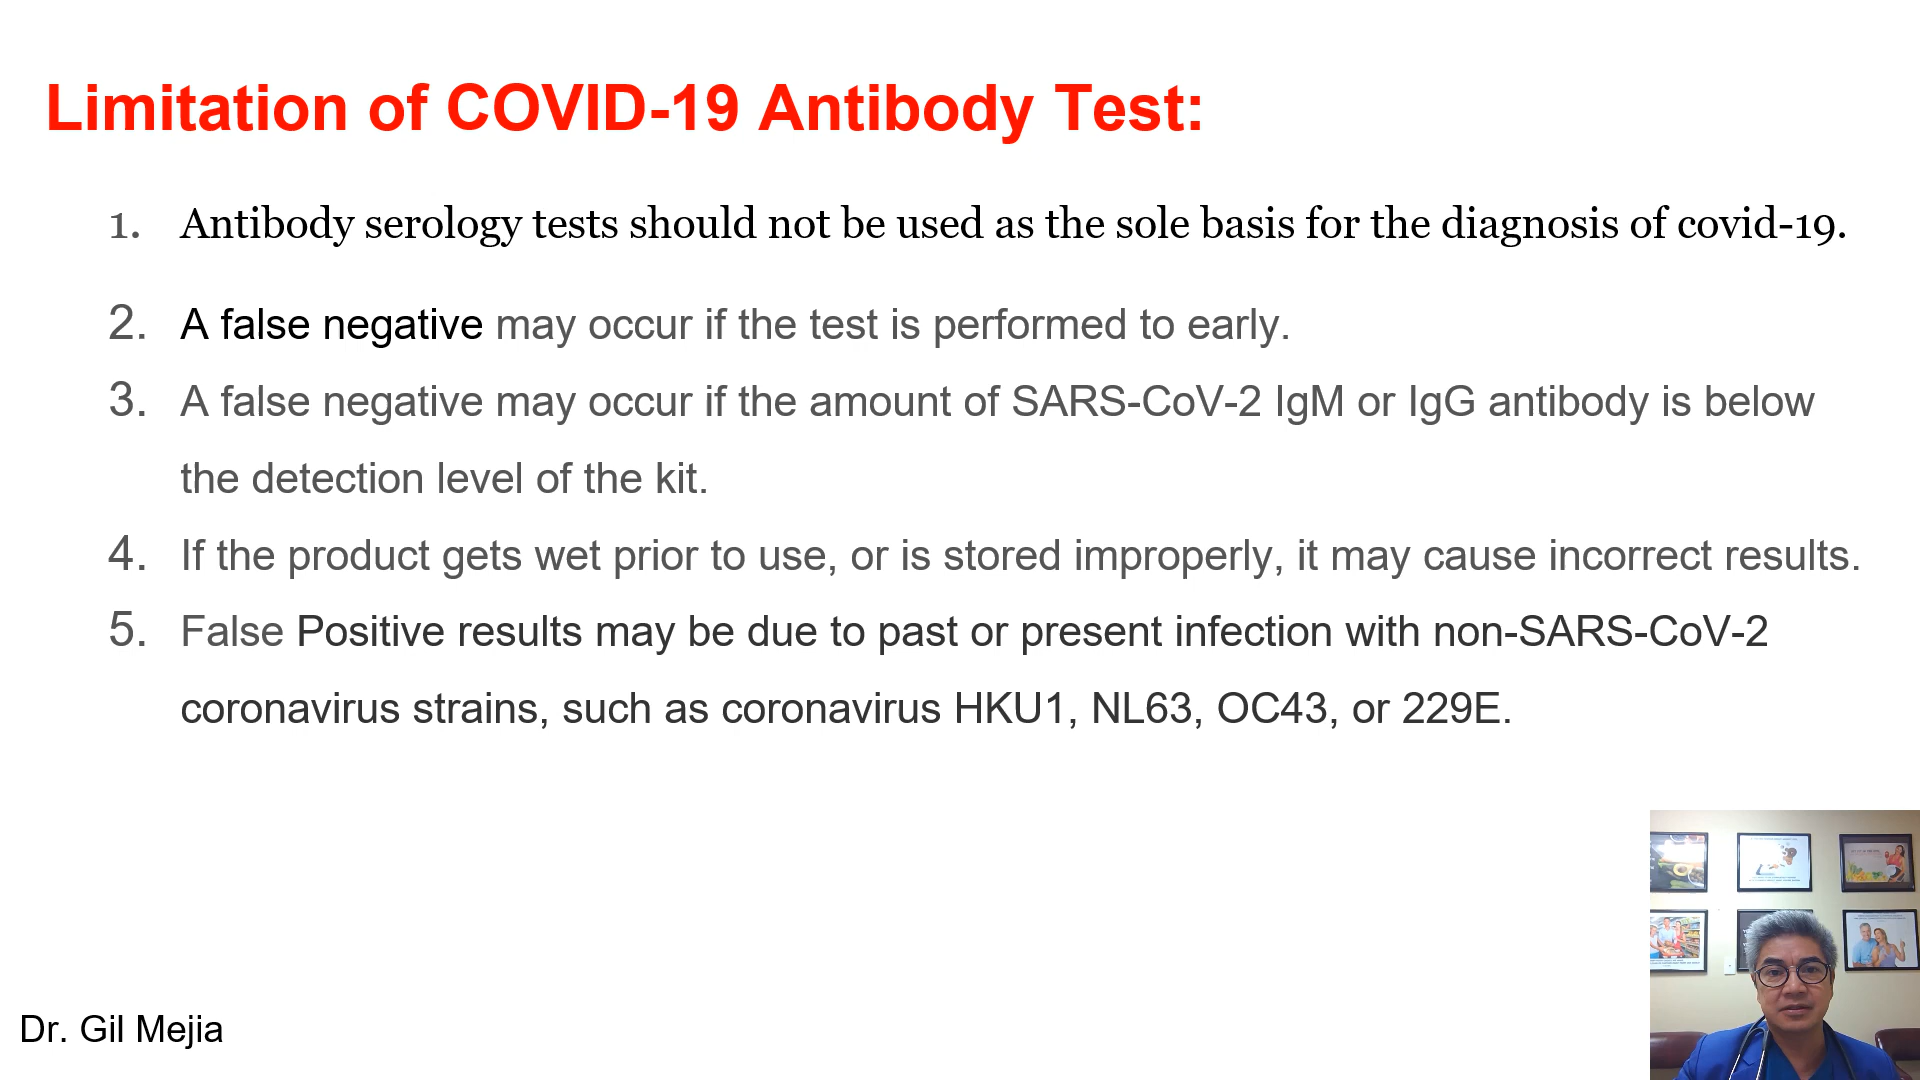 Limitation of COVID-19 Antibody Test:
1. Antibody serology tests should not be used as the sole basis for the diagnosis of covid-19.
2. A false negative may occur if the test is performed to early.
3. A false negative may occur if the amount of SARS-CoV-2 IgM or IgG antibody is below
the detection level of the kit.
4. If the product gets wet prior to use, or is stored improperly, it may cause incorrect results.
5. False Positive results may be due to past or present infection with non-SARS-CoV-2
coronavirus strains, such as coronavirus HKU1, NL63, OC43, or 229E.
Dr. Gil Mejia